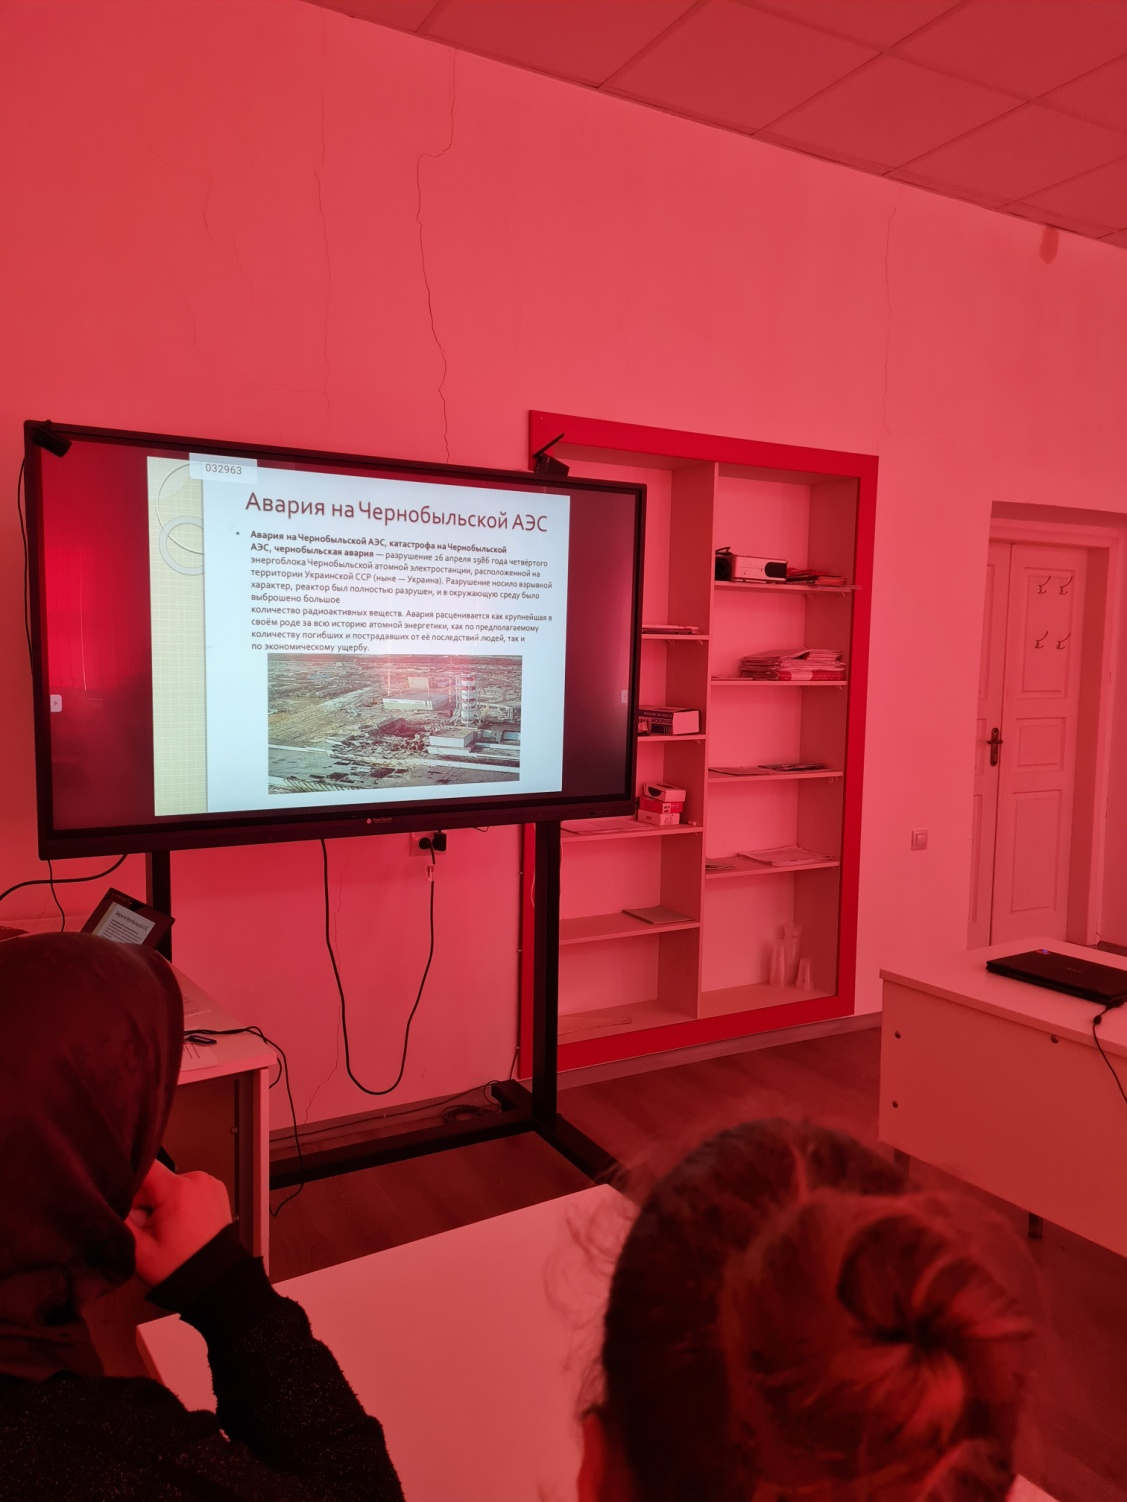 032963
Авария на Чернобыльской АЭС
Авария на Чернобыльской АЭС, катастрофа на Чернобыльской
АЭС, чернобыльская авария — разрушение 26 апреля 1986 года четвёртого
энергоблока Чернобыльской атомной электростанции, расположенной на
территории Украинской ССР (ныне — Украина). Разрушение носило взрывной
характер, реактор был полностью разрушен, и в окружающую среду было
выброшено большое
количество радиоактивных веществ. Авария расценивается как крупнейшая в
своём роде за всю историю атомной энергетики, как по предполагаемому
количеству погибших и пострадавших от её последствий людей, так и
по экономическому ущербу.